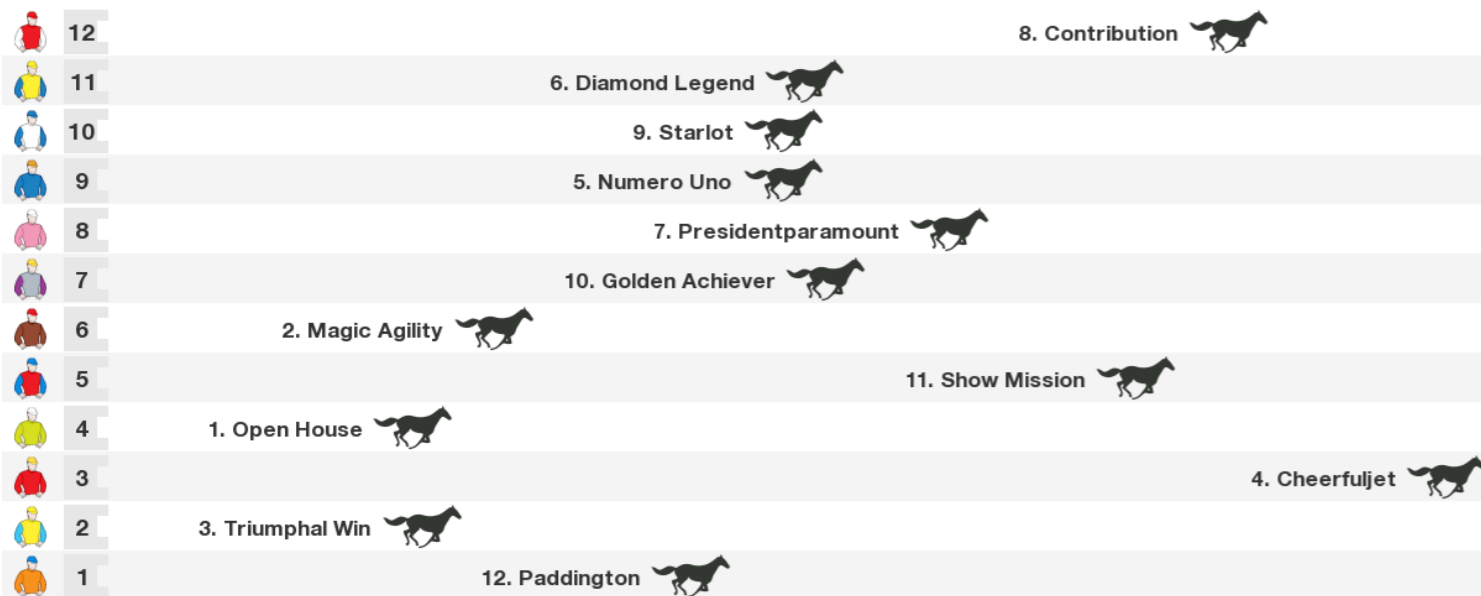 12 8. Contribution
11 6. Diamond Legend
10 9. Starlot
9 5. Numero Uno
8 7. Presidentparamount
7 10. Golden Achiever
6 2. Magic Agility
5 11. Show Mission
4 1. Open House
3 4. Cheerfuljet
2 3. Triumphal Win
1 12. Paddington